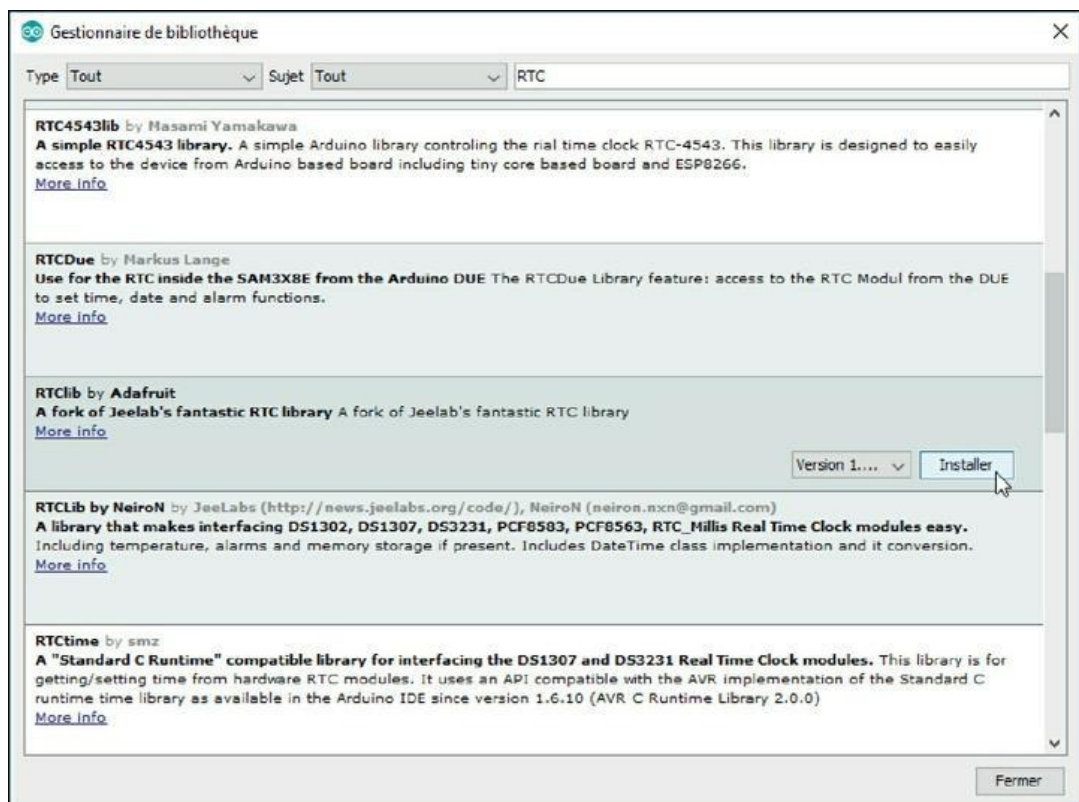 Gestionnaire de bibliothèque
Type Tout Sujet Tout RTC
RTC4543lib by Masami Yamakawa
A simple RTC4543 library. A simple Arduino library controling the rial time clock RTC-4543. This library is designed to easily
access to the device from Arduino based board including tiny core based board and ESP8266.
More info
RTCDue by Markus Lange
Use for the RTC inside the SAM3X8E from the Arduino DUE The RTCDue Library feature: access to the RTC Modul from the DUE
to set time, date and alarm functions.
More info
RTClib by Adafruit
A fork of Jeelab's fantastic RTC library A fork of Jeelab's fantastic RTC library
More info
Version 1.... Installer
RTCLib by NeiroN by JeeLabs (http://news.jeelabs.org/code/), NeiroN (neiron.nxn@gmail.com)
A library that makes interfacing DS1302, DS1307, DS3231, PCF8583, PCF8563, RTC_Millis Real Time Clock modules easy.
Including temperature, alarms and memory storage if present. Includes DateTime class implementation and it conversion.
More info
RTCtime by smz
A "Standard C Runtime" compatible library for interfacing the DS1307 and DS3231 Real Time Clock modules. This library is for
getting/setting time from hardware RTC modules. It uses an API compatible with the AVR implementation of the Standard C
runtime time library as available in the Arduino IDE since version 1.6.10 (AVR C Runtime Library 2.0.0)
More info
Fermer